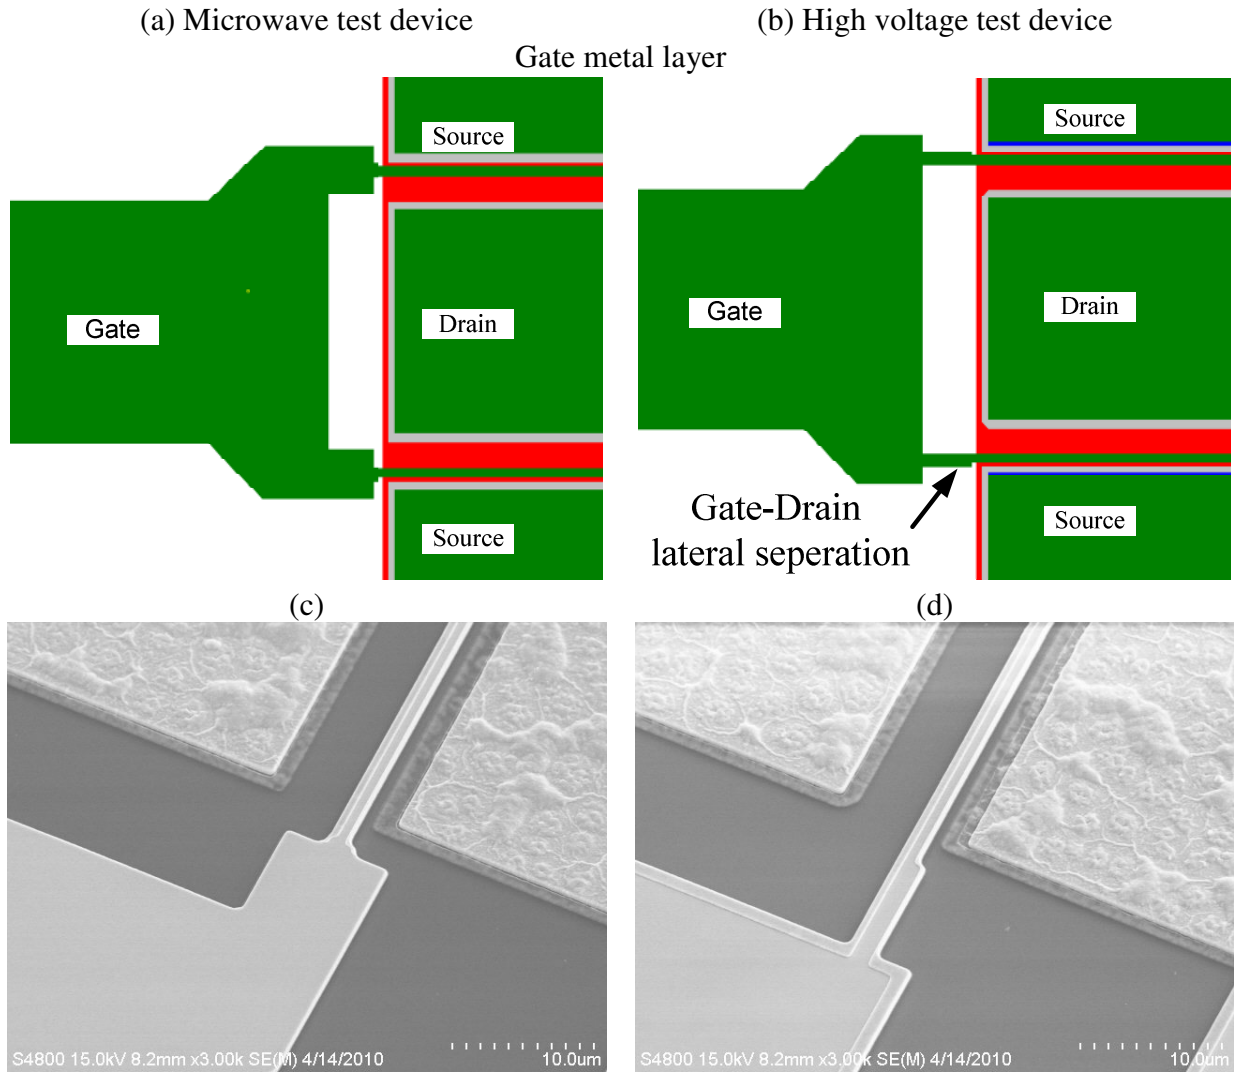 (a) Microwave test device
(b) High voltage test device
Gate metal layer
Source
Gate
Drain
Source
Source
Gate
Drain
Source
Gate-Drain
lateral seperation
(c)
(d)
S4800 15.0kV 8.2mm x3.00k SE(M) 4/14/2010
10.0um
S4800 15.0kV 8.2mm x3.00k SE(M) 4/14/2010
10.0um